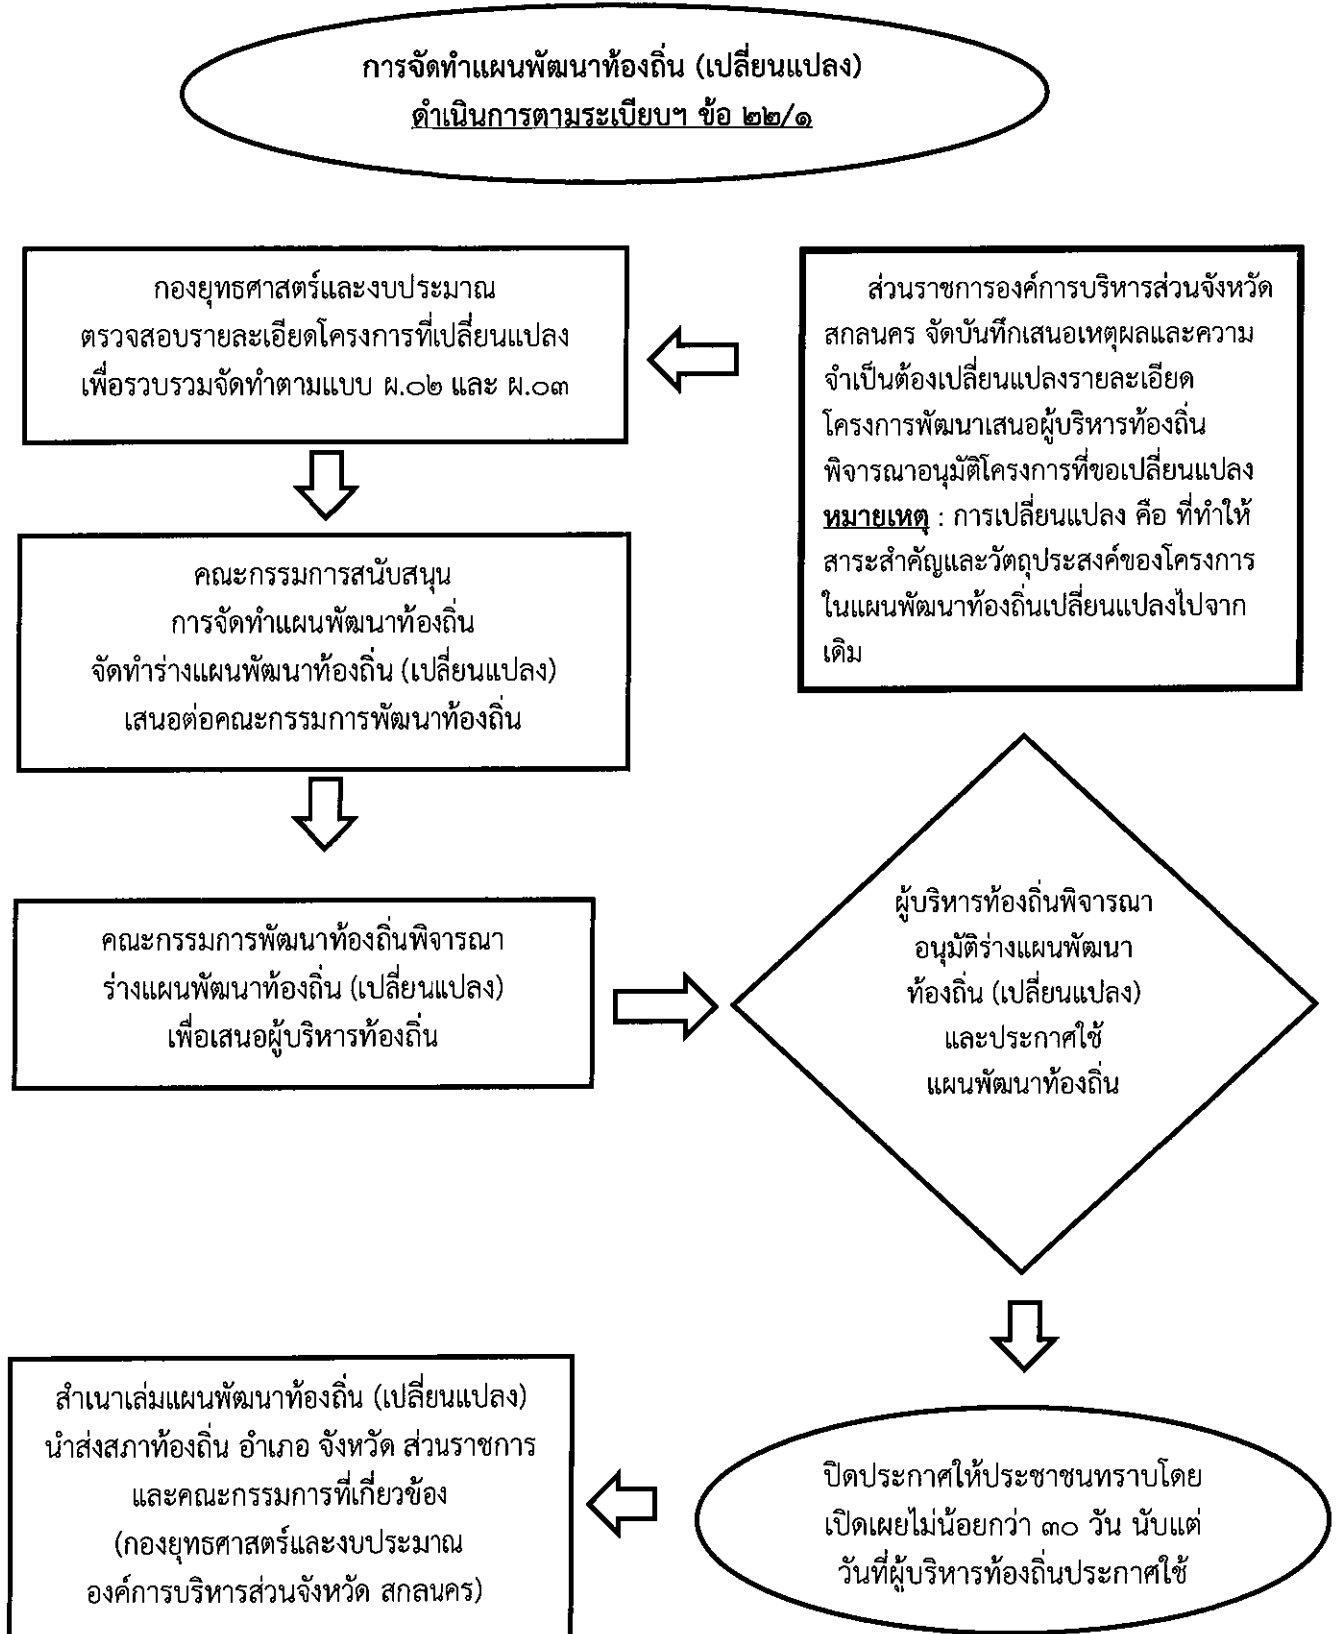 การจัดทำแผนพัฒนาท้องถิ่น (เปลี่ยนแปลง)
ดำเนินการตามระเบียบฯ ข้อ ๒๒/๑
ส่วนราชการองค์การบริหารส่วนจังหวัด
สกลนคร จัดบันทึกเสนอเหตุผลและความ
จำเป็นต้องเปลี่ยนแปลงรายละเอียด
โครงการพัฒนาเสนอผู้บริหารท้องถิ่น
พิจารณาอนุมัติโครงการที่ขอเปลี่ยนแปลง
หมายเหตุ : การเปลี่ยนแปลง คือ ที่ทำให้
สาระสำคัญและวัตถุประสงค์ของโครงการ
ในแผนพัฒนาท้องถิ่นเปลี่ยนแปลงไปจาก
เดิม
กองยุทธศาสตร์และงบประมาณ
ตรวจสอบรายละเอียดโครงการที่เปลี่ยนแปลง
เพื่อรวบรวมจัดทำตามแบบ ผ.๐๒ และ ผ.๐๓
คณะกรรมการสนับสนุน
การจัดทำแผนพัฒนาท้องถิ่น
จัดทำร่างแผนพัฒนาท้องถิ่น (เปลี่ยนแปลง)
เสนอต่อคณะกรรมการพัฒนาท้องถิ่น
คณะกรรมการพัฒนาท้องถิ่นพิจารณา
ร่างแผนพัฒนาท้องถิ่น (เปลี่ยนแปลง)
เพื่อเสนอผู้บริหารท้องถิ่น
ผู้บริหารท้องถิ่นพิจารณา
อนุมัติร่างแผนพัฒนา
ท้องถิ่น (เปลี่ยนแปลง)
และประกาศใช้
แผนพัฒนาท้องถิ่น
ปิดประกาศให้ประชาชนทราบโดย
เปิดเผยไม่น้อยกว่า ๓๐ วัน นับแต่
วันที่ผู้บริหารท้องถิ่นประกาศใช้
สำเนาเล่มแผนพัฒนาท้องถิ่น (เปลี่ยนแปลง)
นำส่งสภาท้องถิ่น อำเภอ จังหวัด ส่วนราชการ
และคณะกรรมการที่เกี่ยวข้อง
(กองยุทธศาสตร์และงบประมาณ
องค์การบริหารส่วนจังหวัด สกลนคร)